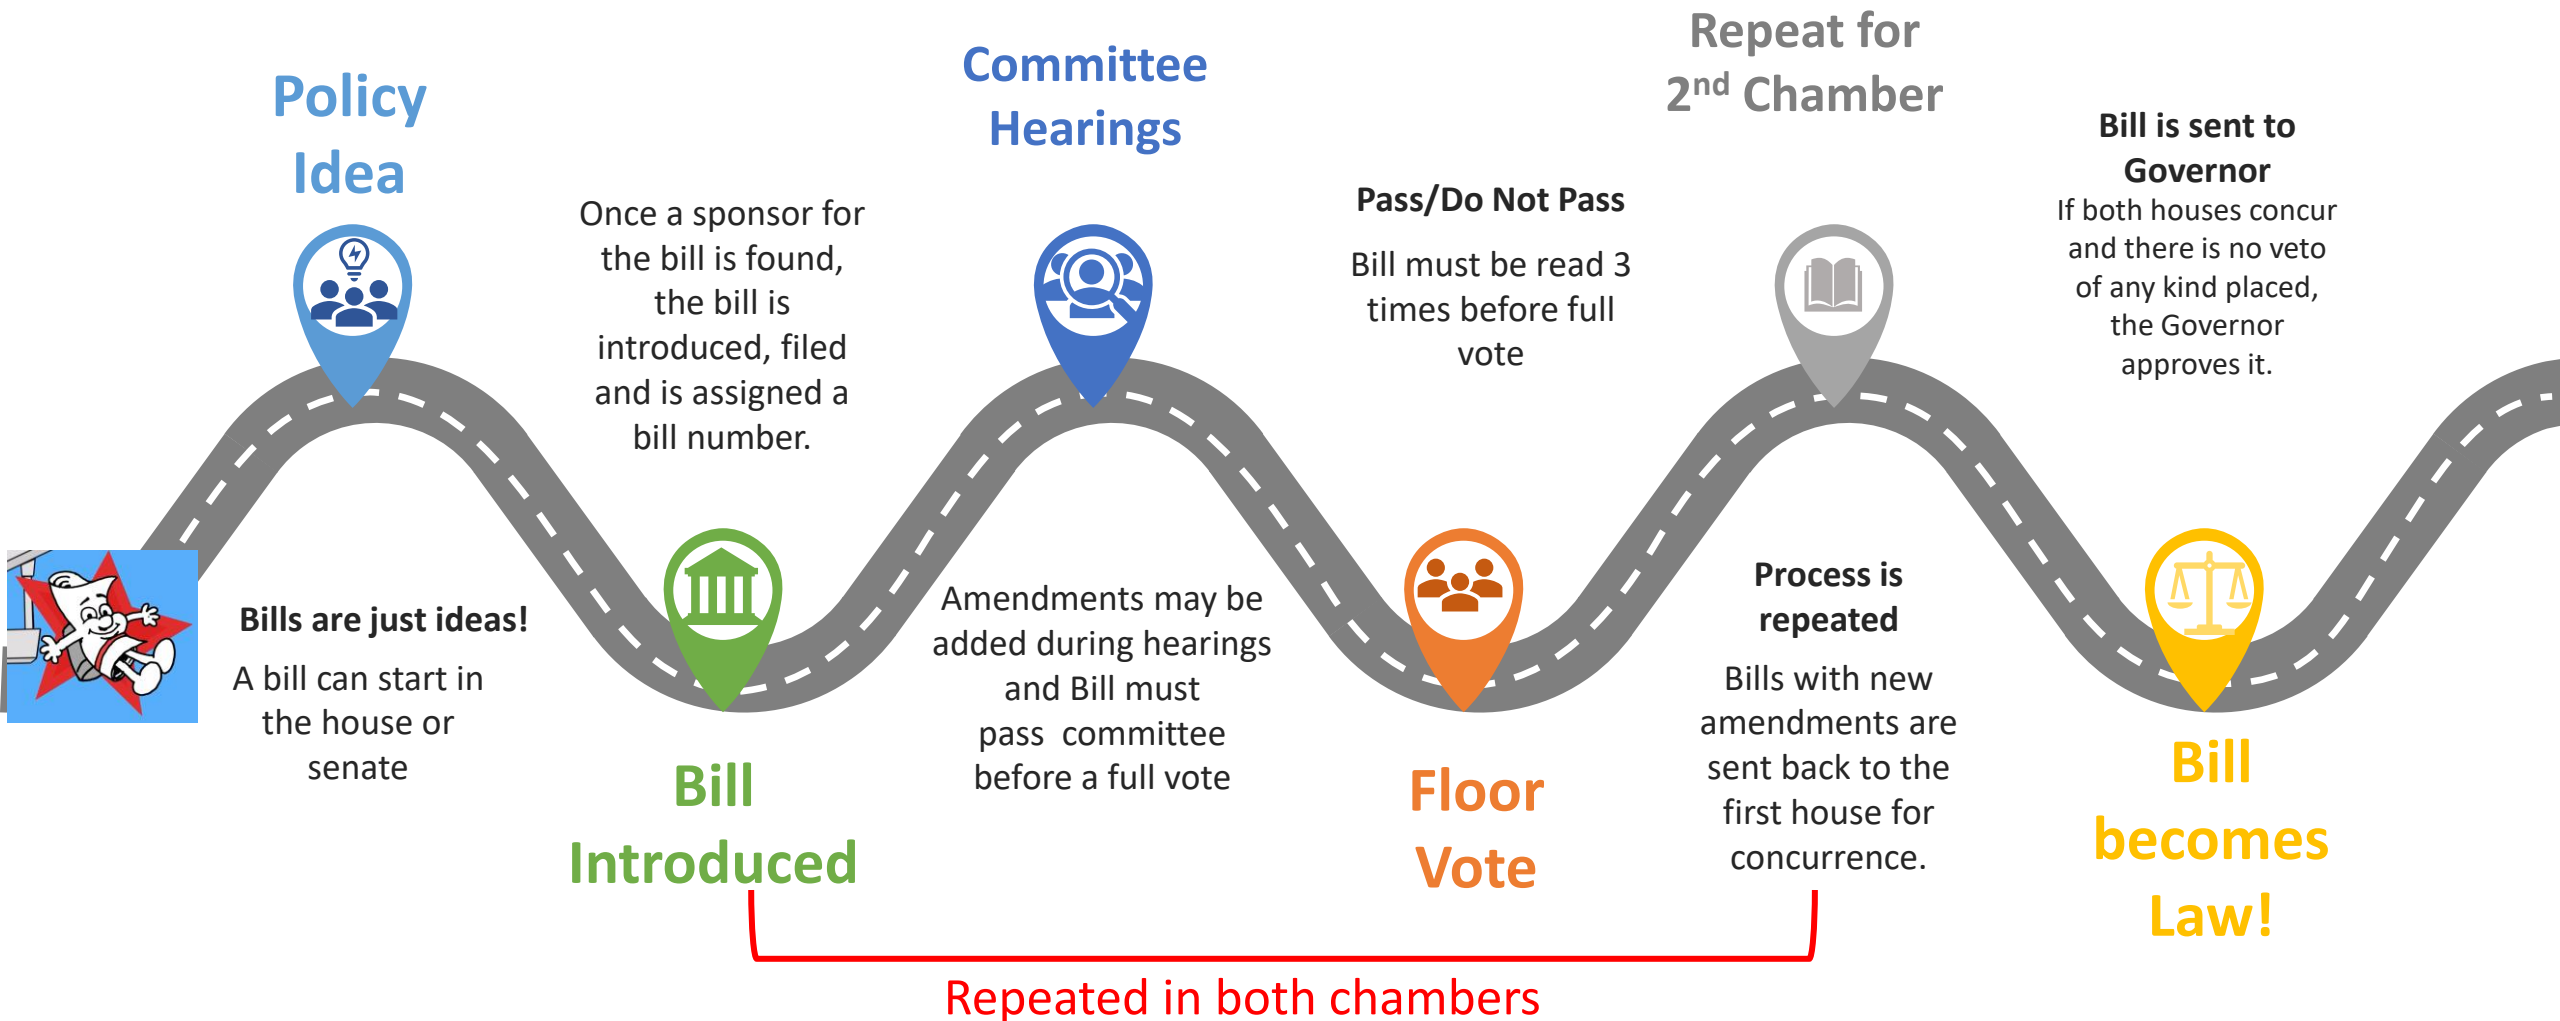 Policy
Idea
Bills are just ideas!
A bill can start in
the house or
senate
Once a sponsor for
the bill is found,
the bill is
introduced, filed
and is assigned a
bill number.
Bill
Introduced
Committee
Hearings
Amendments may be
added during hearings
and Bill must
pass  committee
before a full vote
Pass/Do Not Pass
Bill must be read 3
times before full
vote
Floor
Vote
Repeat for
2nd Chamber
Process is
repeated
Bills with new
amendments are
sent back to the
first house for
concurrence.
Bill is sent to
Governor
If both houses concur
and there is no veto
of any kind placed,
the Governor
approves it.
Bill
becomes
Law!
Repeated in both chambers